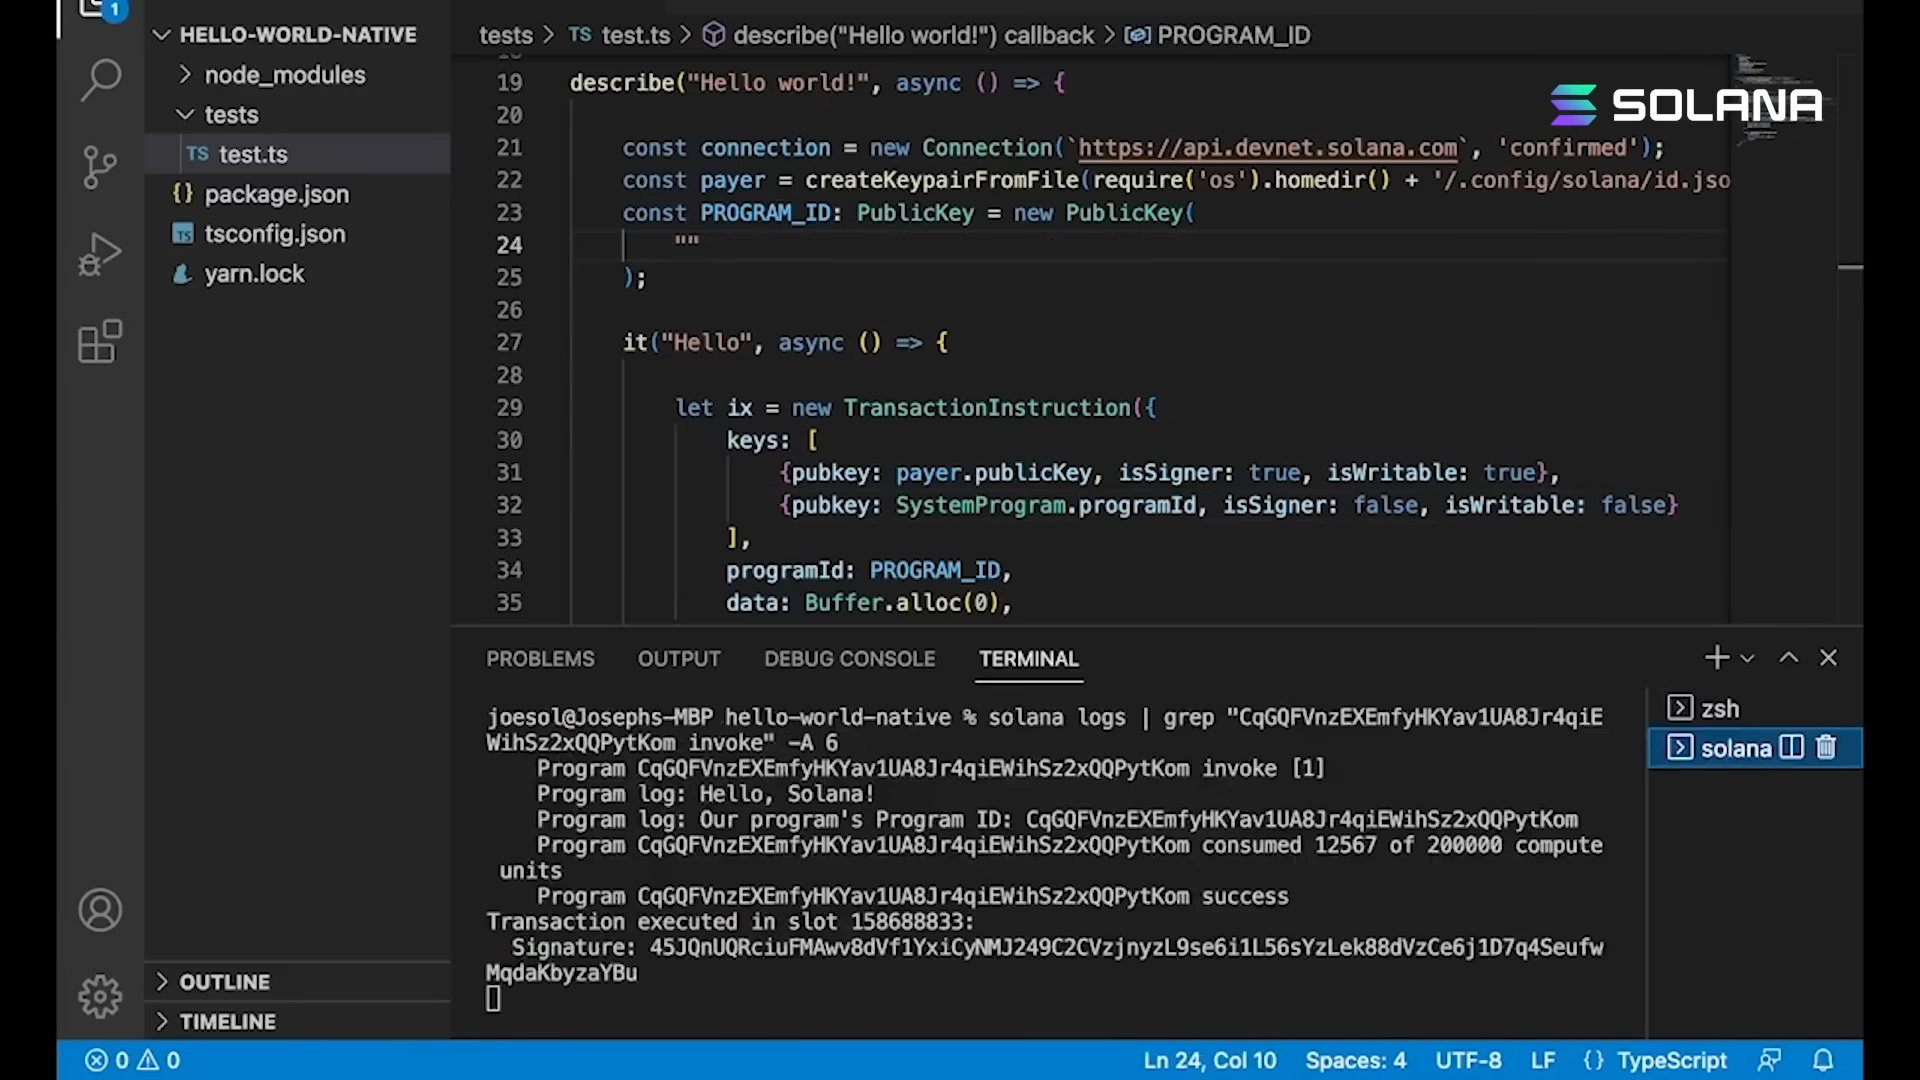 1
HELLO-WORLD-NATIVE
node_modules
tests
TS test.ts
{} package.json
TS tsconfig.json
yarn.lock
OUTLINE
TIMELINE
tests > TS test.ts > describe("Hello world!") callback > PROGRAM_ID
SOLANA
19 describe("Hello world!", async () => {
20
21 const connection = new Connection(`https://api.devnet.solana.com`, 'confirmed');
22 const payer = createKeypairFromFile(require('os').homedir() + '/.config/solana/id.jso
23 const PROGRAM_ID: PublicKey = new PublicKey(
24 ""
25 );
26
27 it("Hello", async () => {
28
29 let ix = new TransactionInstruction({
30 keys: [
31 {pubkey: payer.publicKey, isSigner: true, isWritable: true},
32 {pubkey: SystemProgram.programId, isSigner: false, isWritable: false}
33 ],
34 programId: PROGRAM_ID,
35 data: Buffer.alloc(0),
PROBLEMS OUTPUT DEBUG CONSOLE TERMINAL
joesol@Josephs-MBP hello-world-native % solana logs | grep "CqGQFVnzEXEmfyHKYav1UA8Jr4qiE
WihSz2xQQPytKom invoke" -A 6
Program CqGQFVnzEXEmfyHKYav1UA8Jr4qiEWihSz2xQQPytKom invoke [1]
Program log: Hello, Solana!
Program log: Our program's Program ID: CqGQFVnzEXEmfyHKYav1UA8Jr4qiEWihSz2xQQPytKom
Program CqGQFVnzEXEmfyHKYav1UA8Jr4qiEWihSz2xQQPytKom consumed 12567 of 200000 compute
units
Program CqGQFVnzEXEmfyHKYav1UA8Jr4qiEWihSz2xQQPytKom success
Transaction executed in slot 158688833:
Signature: 45JQnUQRciuFMAwv8dVf1YxiCyNMJ249C2CVzjnyzL9se6i1L56sYzLek88dVzCe6j1D7q4Seufw
MqdaKbyzaYBu
zsh
solana
0 0
Ln 24, Col 10 Spaces: 4 UTF-8 LF {} TypeScript